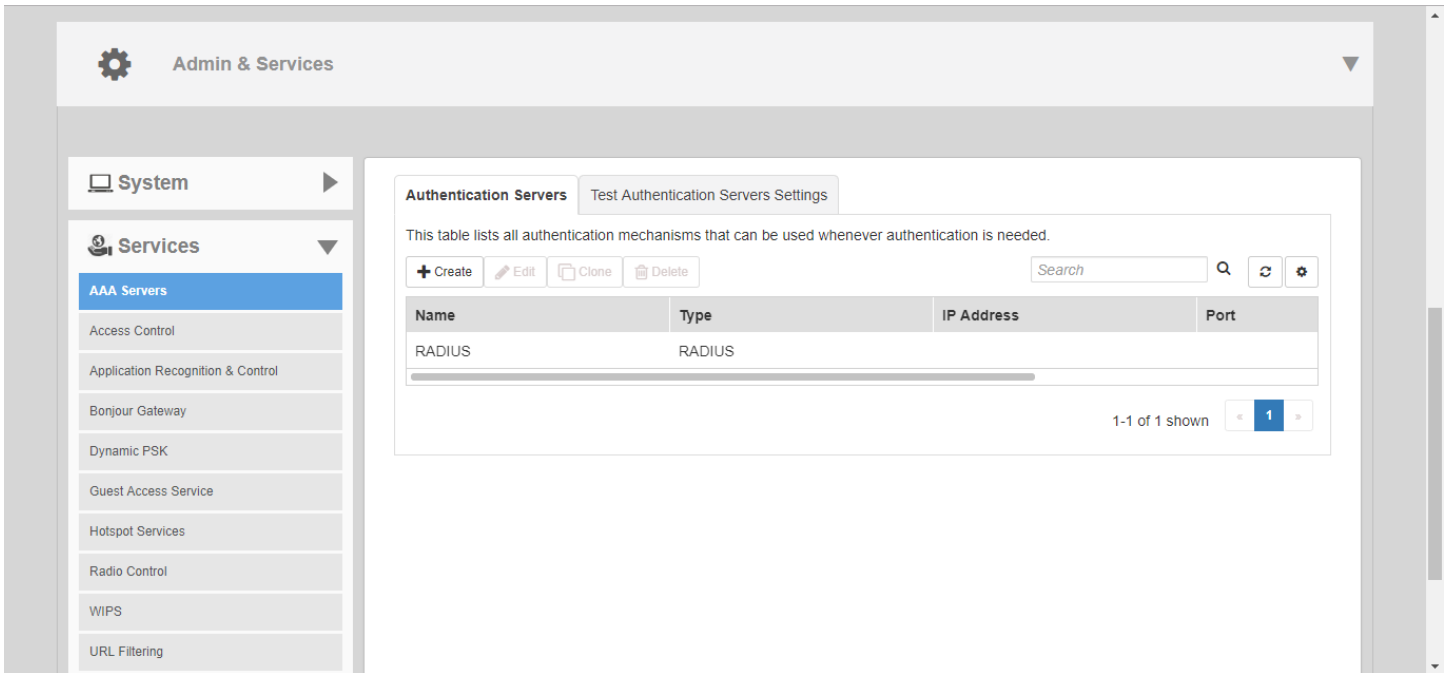 Admin & Services
System
Services
AAA Servers
Access Control
Application Recognition & Control
Bonjour Gateway
Dynamic PSK
Guest Access Service
Hotspot Services
Radio Control
WIPS
URL Filtering
Authentication Servers Test Authentication Servers Settings
This table lists all authentication mechanisms that can be used whenever authentication is needed.
Create Edit Clone Delete Search
Name Type IP Address Port
RADIUS RADIUS
1-1 of 1 shown « 1 »